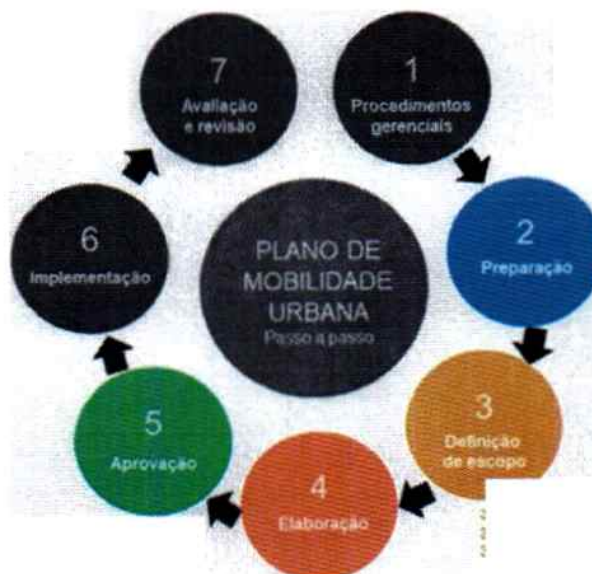 PLANO DE
MOBILIDADE
URBANA
Passo a passo
1
Procedimentos
gerenciais
2
Preparação
3
Definição
de escopo
4
Elaboração
5
Aprovação
6
Implementação
7
Avaliação
e revisão